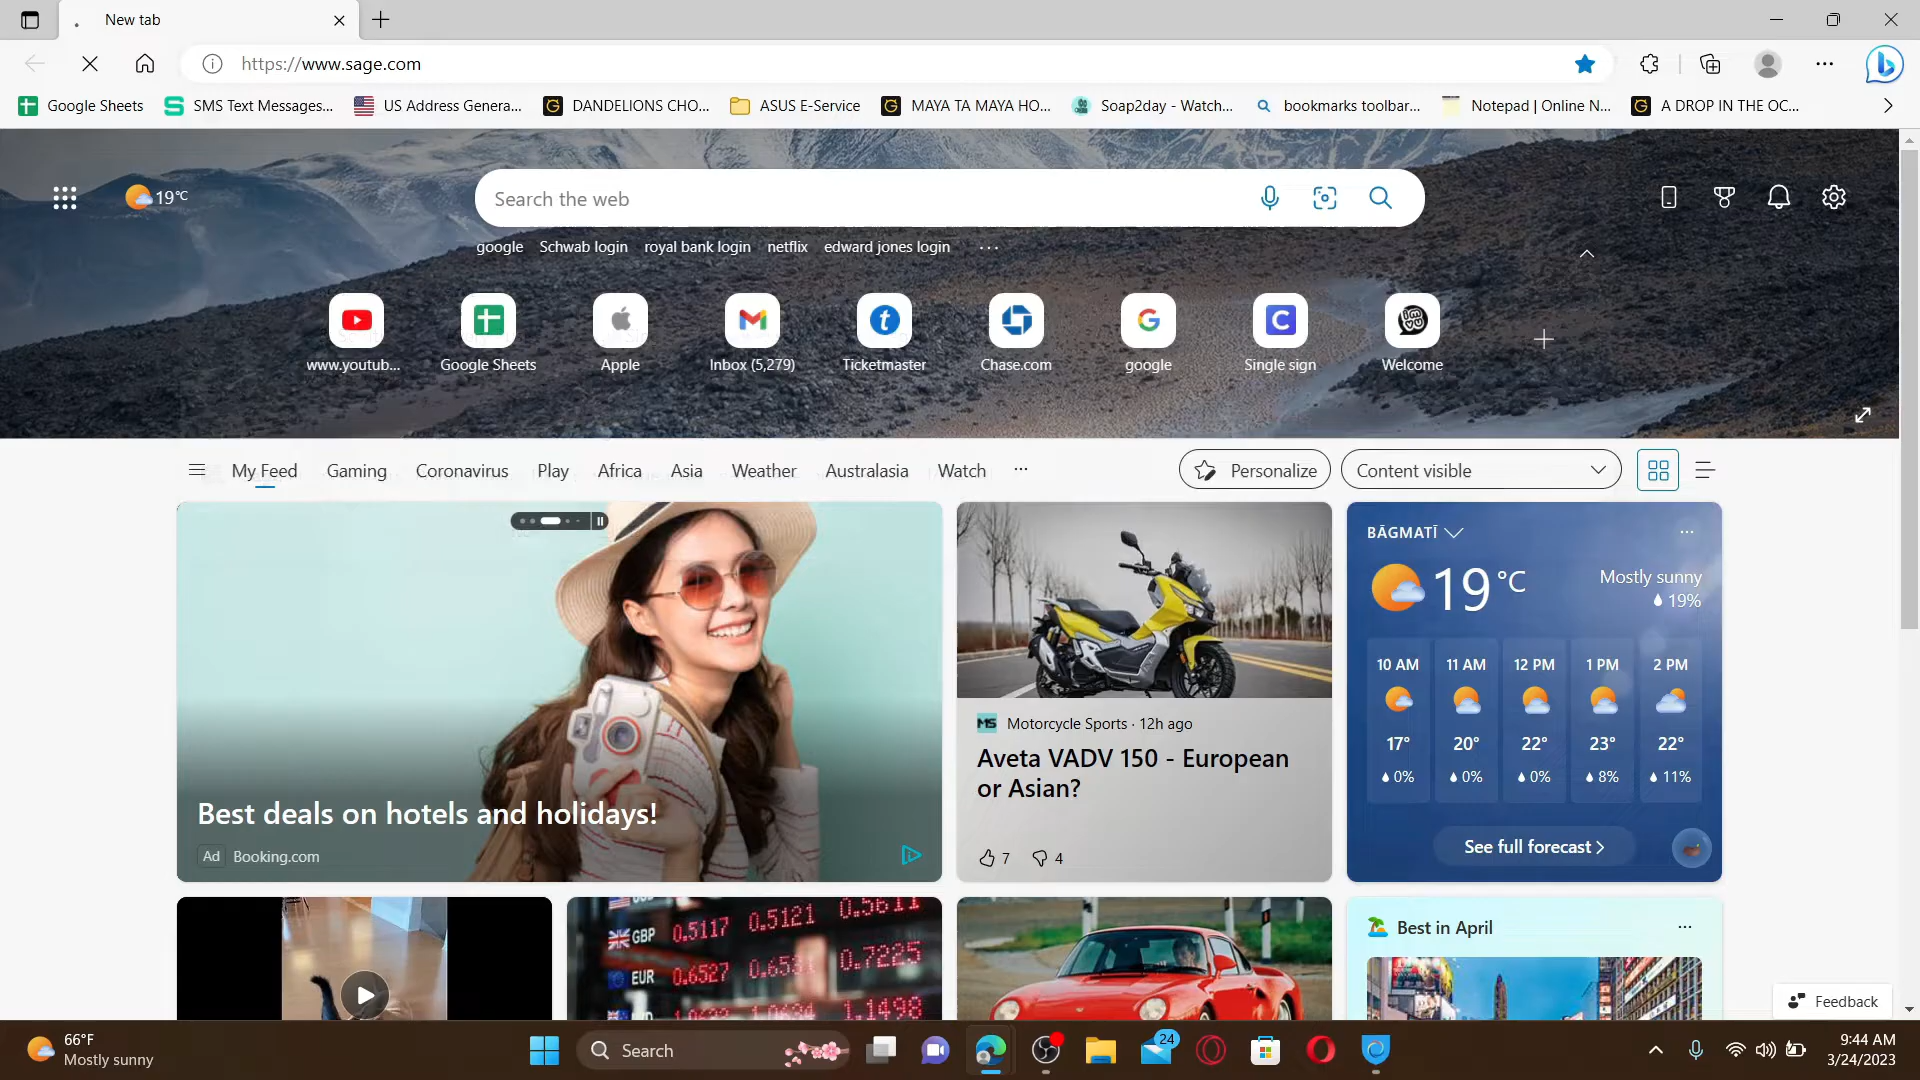 New tab
https://www.sage.com
Google Sheets
SMS Text Messages...
US Address Genera...
DANDELIONS CHO...
ASUS E-Service
MAYA TA MAYA HO...
Soap2day - Watch...
bookmarks toolbar...
Notepad | Online N...
A DROP IN THE OC...
19°C
Search the web
google Schwab login royal bank login netflix edward jones login ...
www.youtub...
Google Sheets
Apple
Inbox (5,279)
Ticketmaster
Chase.com
google
Single sign
Welcome
My Feed Gaming Coronavirus Play Africa Asia Weather Australasia Watch ...
Personalize
Content visible
Best deals on hotels and holidays!
Ad Booking.com
MS Motorcycle Sports · 12h ago
Aveta VADV 150 - European
or Asian?
7 4
BĀGMATĪ
19 °C
Mostly sunny
19%
10 AM 11 AM 12 PM 1 PM 2 PM
17° 20° 22° 23° 22°
0% 0% 0% 8% 11%
See full forecast
GBP 0.5117 0.5121 0.5611
EUR 0.6527 0.7225
1.1498
Best in April
Feedback
66°F
Mostly sunny
Search
24
9:44 AM
3/24/2023